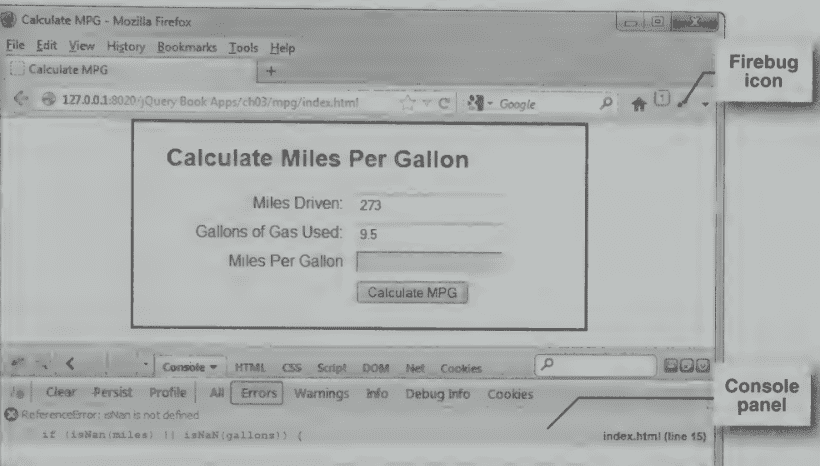 Calculate MPG - Mozilla Firefox
File Edit View History Bookmarks Tools Help
Calculate MPG +
127.0.0.1:8020/jQuery Book Apps/ch03/mpg/index.html Google
Firebug icon
Calculate Miles Per Gallon
Miles Driven: 273
Gallons of Gas Used: 9.5
Miles Per Gallon
Calculate MPG
Console HTML CSS Script DOM Net Cookies
Clear Persist Profile All Errors Warnings Info Debug Info Cookies
Console panel
ReferenceError: isNan is not defined
if (isNan(miles) || isNaN(gallons)) { index.html (line 15)